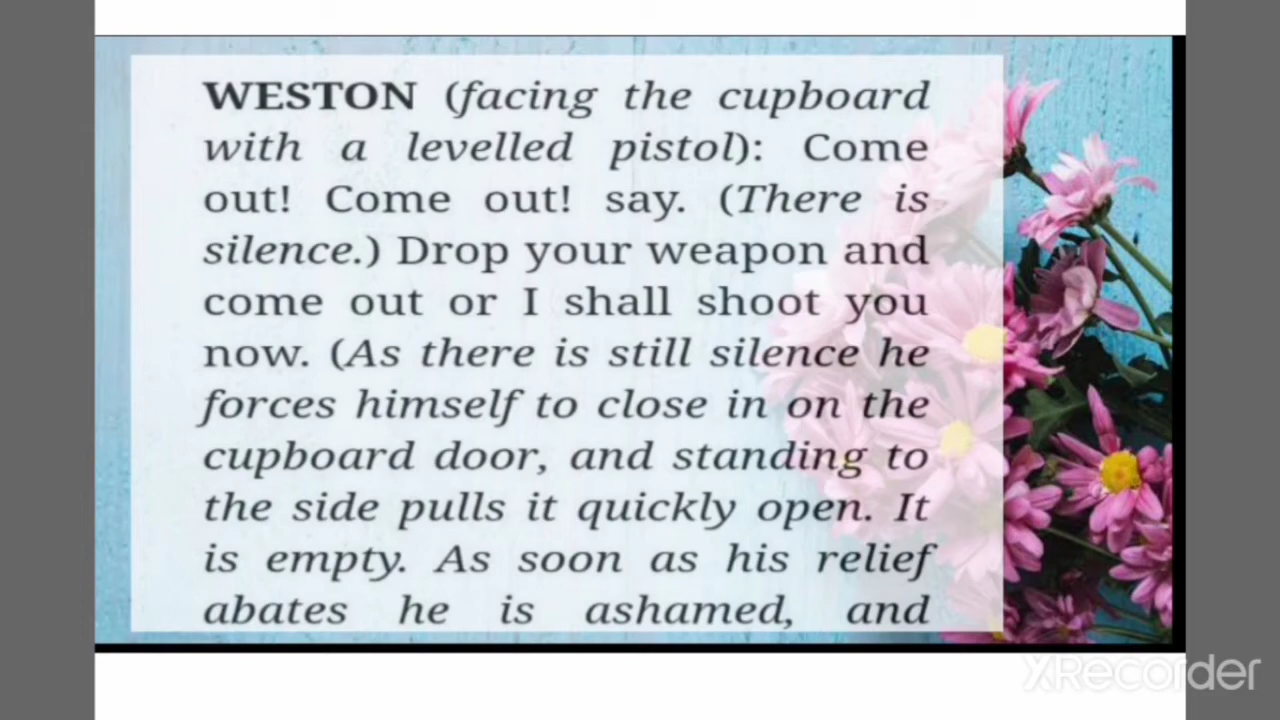 WESTON (facing the cupboard
with a levelled pistol): Come
out! Come out! say. (There is
silence.) Drop your weapon and
come out or I shall shoot you
now. (As there is still silence he
forces himself to close in on the
cupboard door, and standing to
the side pulls it quickly open. It
is empty. As soon as his relief
abates he is ashamed, and
XRecorder